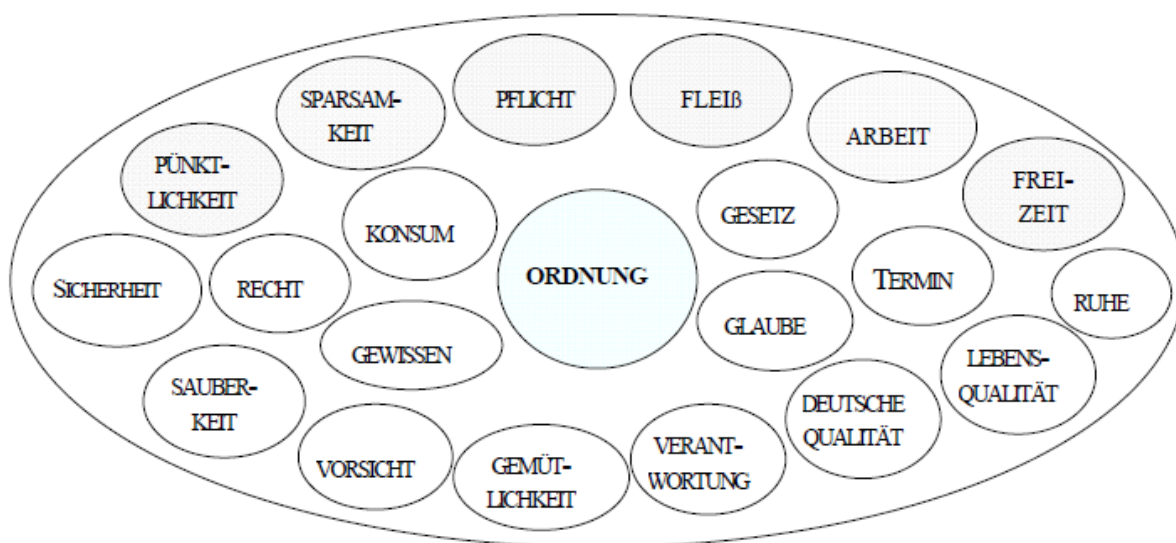 SPARSAM-
KEIT
PFLICHT
FLEIß
ARBEIT
PÜNKT-
LICHKEIT
FREI-
ZEIT
KONSUM
GESETZ
ORDNUNG
SICHERHEIT
RECHT
TERMIN
RUHE
GEWISSEN
GLAUBE
LEBENS-
QUALITÄT
SAUBER-
KEIT
DEUTSCHE
QUALITÄT
VORSICHT
GEMÜT-
LICHKEIT
VERANT-
WORTUNG